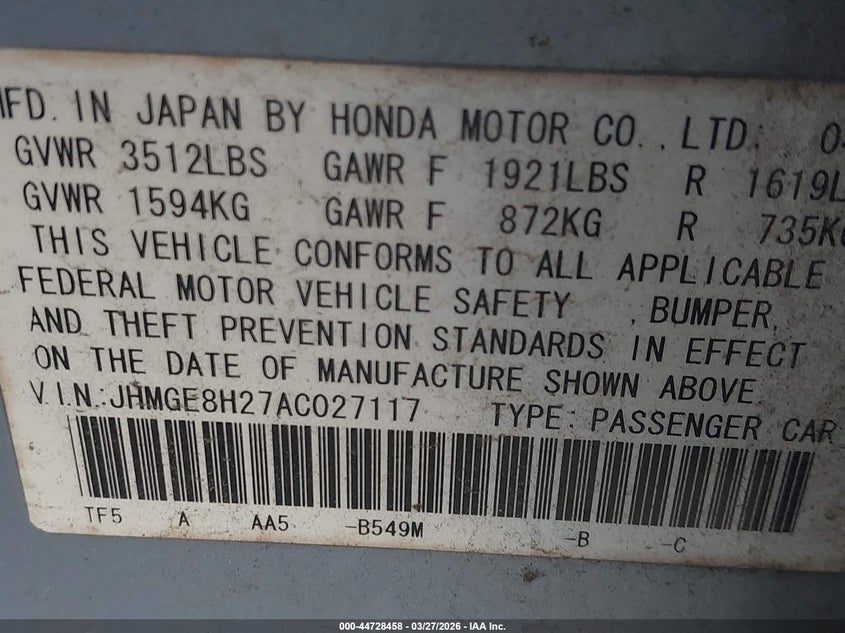 MFD. IN JAPAN BY HONDA MOTOR CO., LTD.
GVWR 3512LBS GAWR F 1921LBS R 1619L
GVWR 1594KG GAWR F 872KG R 735K
THIS VEHICLE CONFORMS TO ALL APPLICABLE
FEDERAL MOTOR VEHICLE SAFETY , BUMPER,
AND THEFT PREVENTION STANDARDS IN EFFECT
ON THE DATE OF MANUFACTURE SHOWN ABOVE.
V.I.N.:JHMGE8H27AC027117 TYPE: PASSENGER CAR
TF5 A AA5 -B549M -B -C
000-44728458 - 03/27/2026 - IAA Inc.